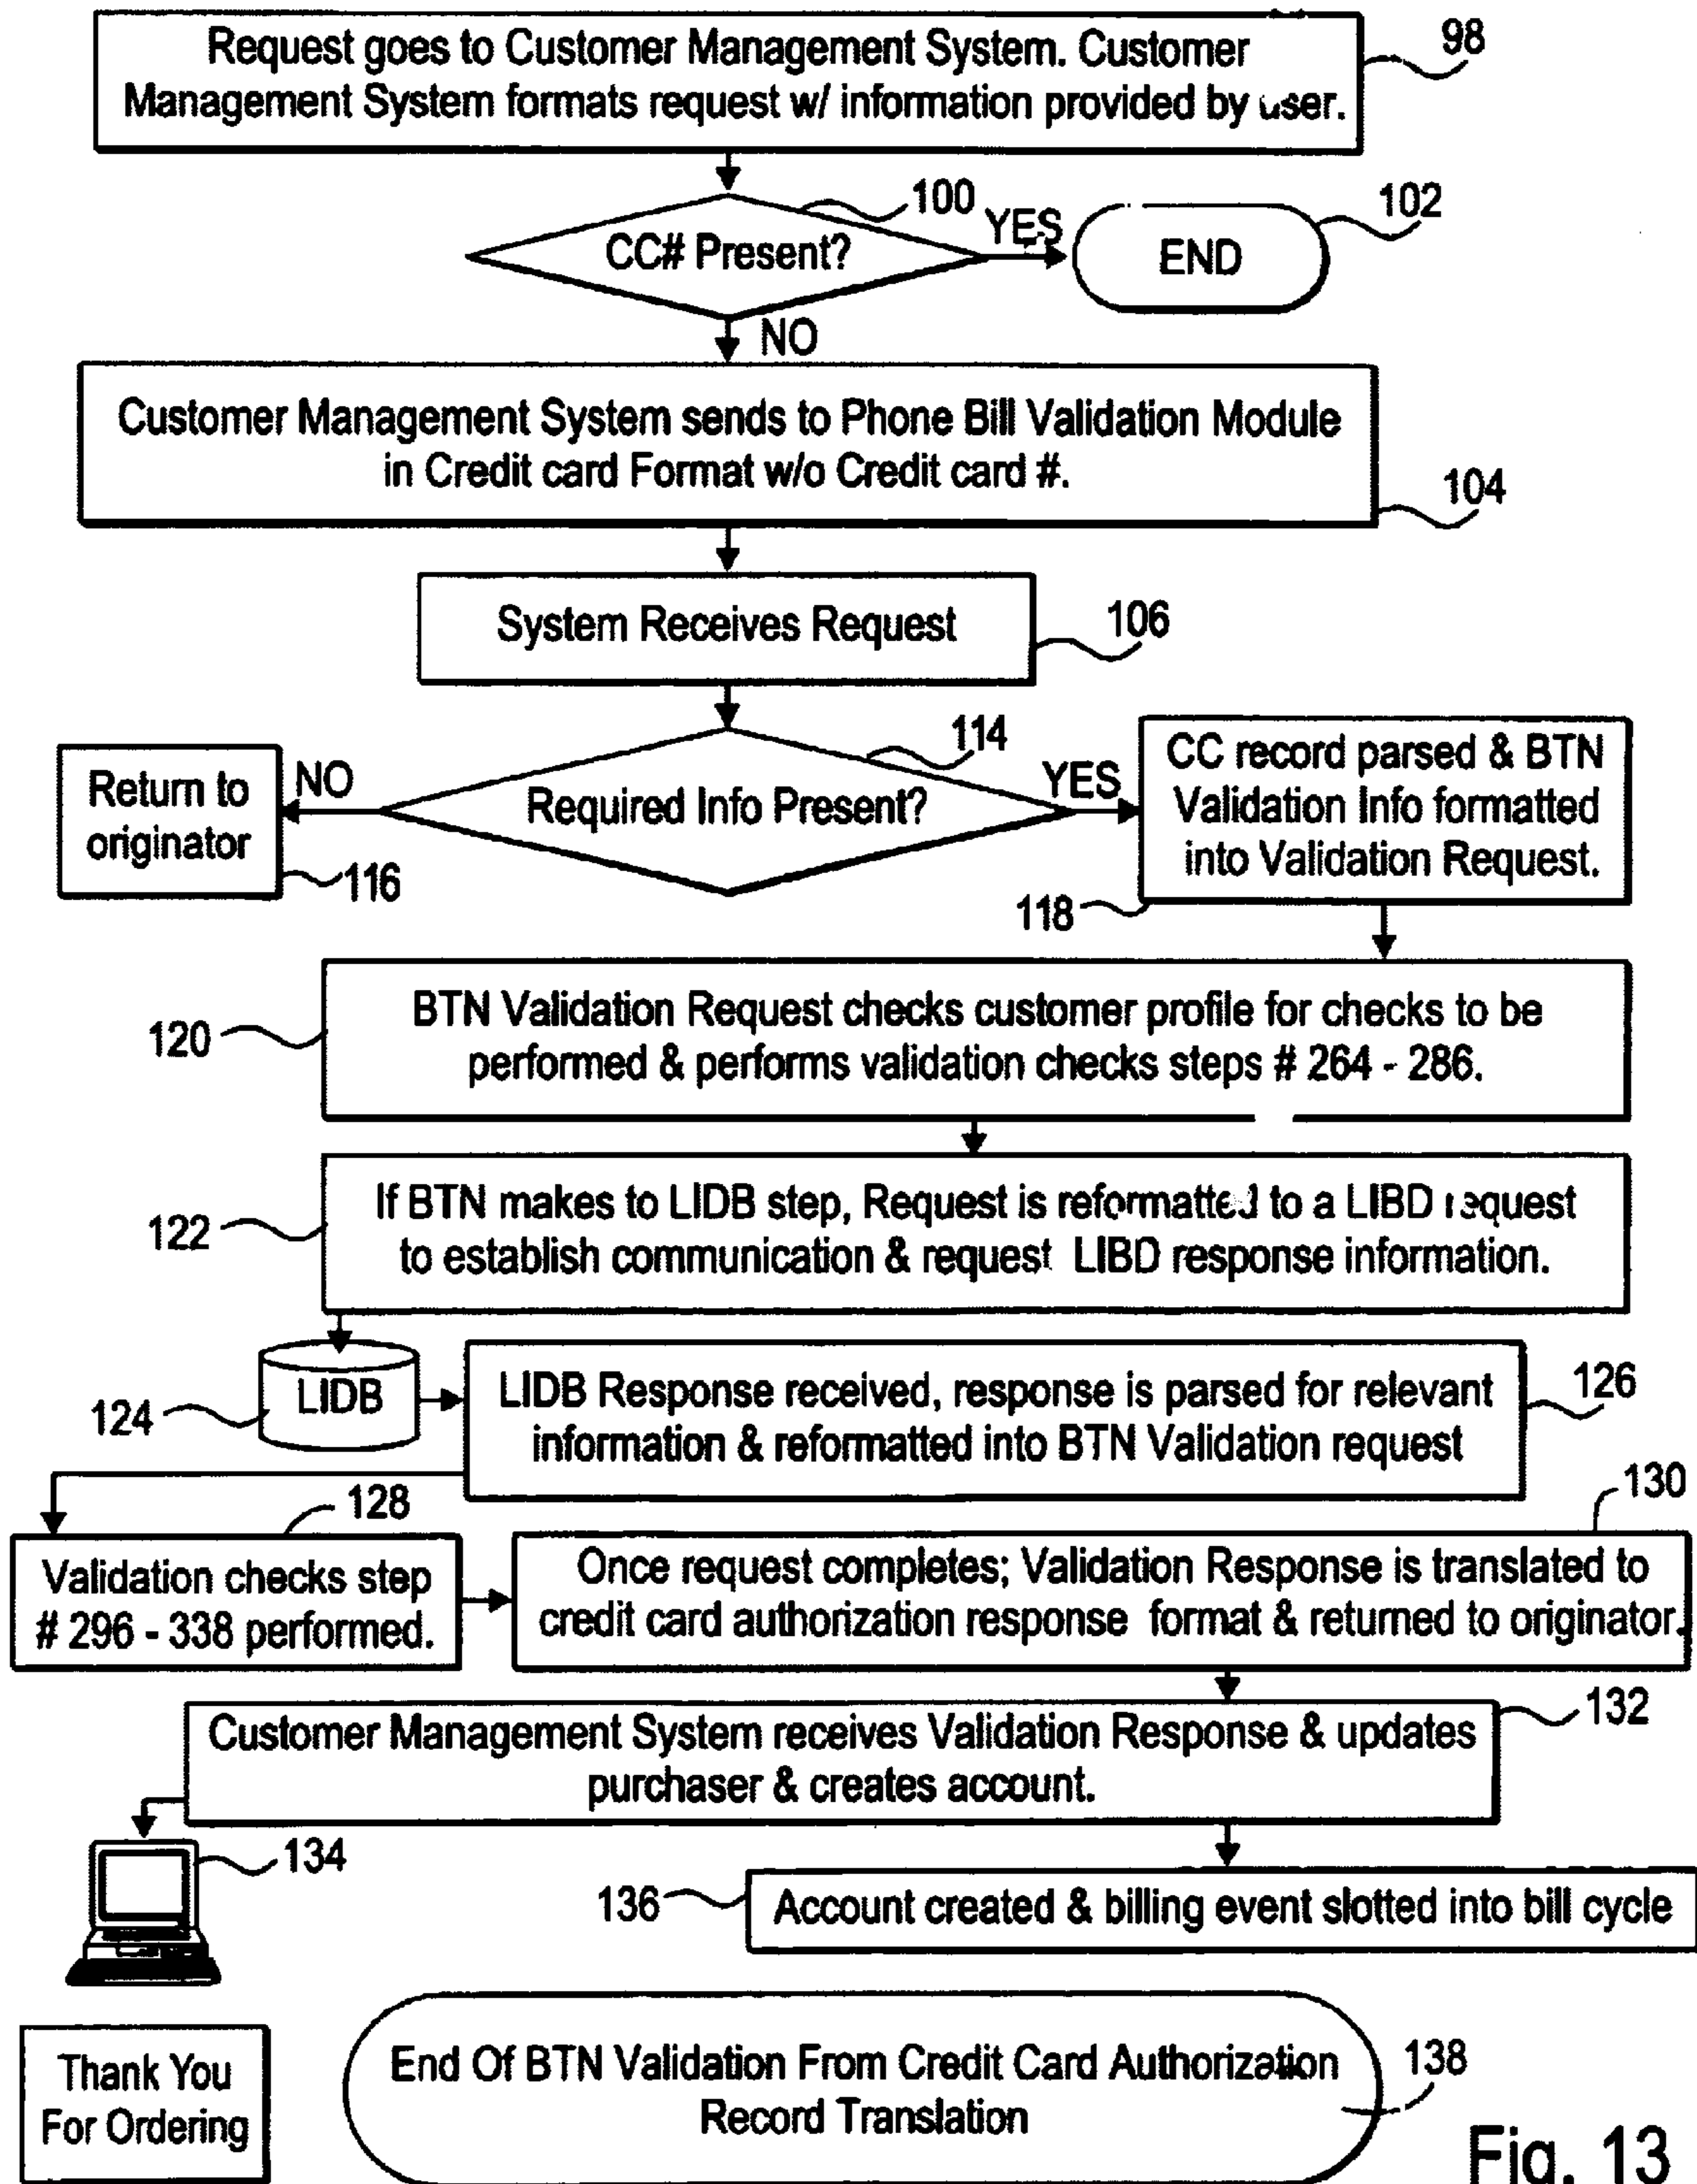 Request goes to Customer Management System. Customer
Management System formats request w/ information provided by user.
98
100
CC# Present?
YES
END
102
NO
Customer Management System sends to Phone Bill Validation Module
in Credit card Format w/o Credit card #.
104
System Receives Request
106
114
Required Info Present?
NO
YES
Return to
originator
116
CC record parsed & BTN
Validation Info formatted
into Validation Request.
118
BTN Validation Request checks customer profile for checks to be
performed & performs validation checks steps # 264 - 286.
120
If BTN makes to LIDB step, Request is reformatted to a LIBD request
to establish communication & request LIBD response information.
122
LIDB
124
LIDB Response received, response is parsed for relevant
information & reformatted into BTN Validation request
126
128
Validation checks step
# 296 - 338 performed.
130
Once request completes; Validation Response is translated to
credit card authorization response format & returned to originator.
Customer Management System receives Validation Response & updates
purchaser & creates account.
132
134
136
Account created & billing event slotted into bill cycle
Thank You
For Ordering
End Of BTN Validation From Credit Card Authorization
Record Translation
138
Fig. 13